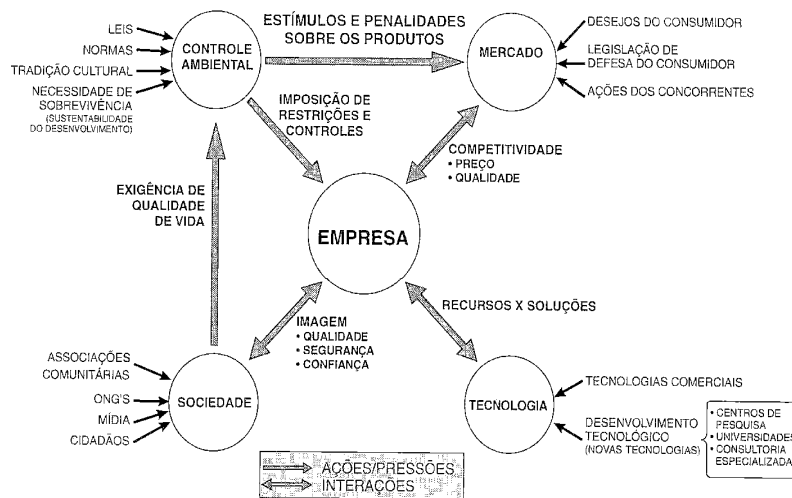 LEIS
NORMAS
TRADIÇÃO CULTURAL
NECESSIDADE DE
SOBREVIVÊNCIA
(SUSTENTABILIDADE
DO DESENVOLVIMENTO)
CONTROLE
AMBIENTAL
ESTÍMULOS E PENALIDADES
SOBRE OS PRODUTOS
MERCADO
DESEJOS DO CONSUMIDOR
LEGISLAÇÃO DE
DEFESA DO CONSUMIDOR
AÇÕES DOS CONCORRENTES
IMPOSIÇÃO DE
RESTRIÇÕES E
CONTROLES
COMPETITIVIDADE
• PREÇO
• QUALIDADE
EXIGÊNCIA DE
QUALIDADE
DE VIDA
EMPRESA
IMAGEM
• QUALIDADE
• SEGURANÇA
• CONFIANÇA
RECURSOS X SOLUÇÕES
ASSOCIAÇÕES
COMUNITÁRIAS
ONG'S
MÍDIA
CIDADÃOS
SOCIEDADE
TECNOLOGIA
TECNOLOGIAS COMERCIAIS
DESENVOLVIMENTO
TECNOLÓGICO
(NOVAS TECNOLOGIAS)
• CENTROS DE
PESQUISA
• UNIVERSIDADES
• CONSULTORIA
ESPECIALIZADA
AÇÕES/PRESSÕES
INTERAÇÕES